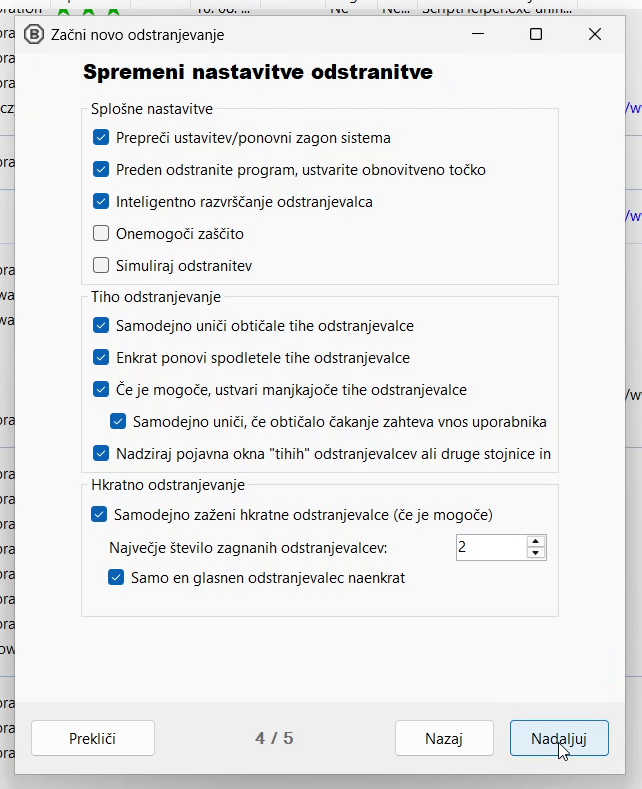 Začni novo odstranjevanje
Spremeni nastavitve odstranitve
Splošne nastavitve
Prepreči ustavitev/ponovni zagon sistema
Preden odstranite program, ustvarite obnovitveno točko
Inteligentno razvrščanje odstranjevalca
Onemogoči zaščito
Simuliraj odstranitev
Tiho odstranjevanje
Samodejno uniči obtičale tihe odstranjevalce
Enkrat ponovi spodletele tihe odstranjevalce
Če je mogoče, ustvari manjkajoče tihe odstranjevalce
Samodejno uniči, če obtičalo čakanje zahteva vnos uporabnika
Nadziraj pojavna okna "tihih" odstranjevalcev ali druge stojnice in
Hkratno odstranjevanje
Samodejno zaženi hkratne odstranjevalce (če je mogoče)
Največje število zagnanih odstranjevalcev:
2
Samo en glasnen odstranjevalec naenkrat
Prekliči
4 / 5
Nazaj
Nadaljuj